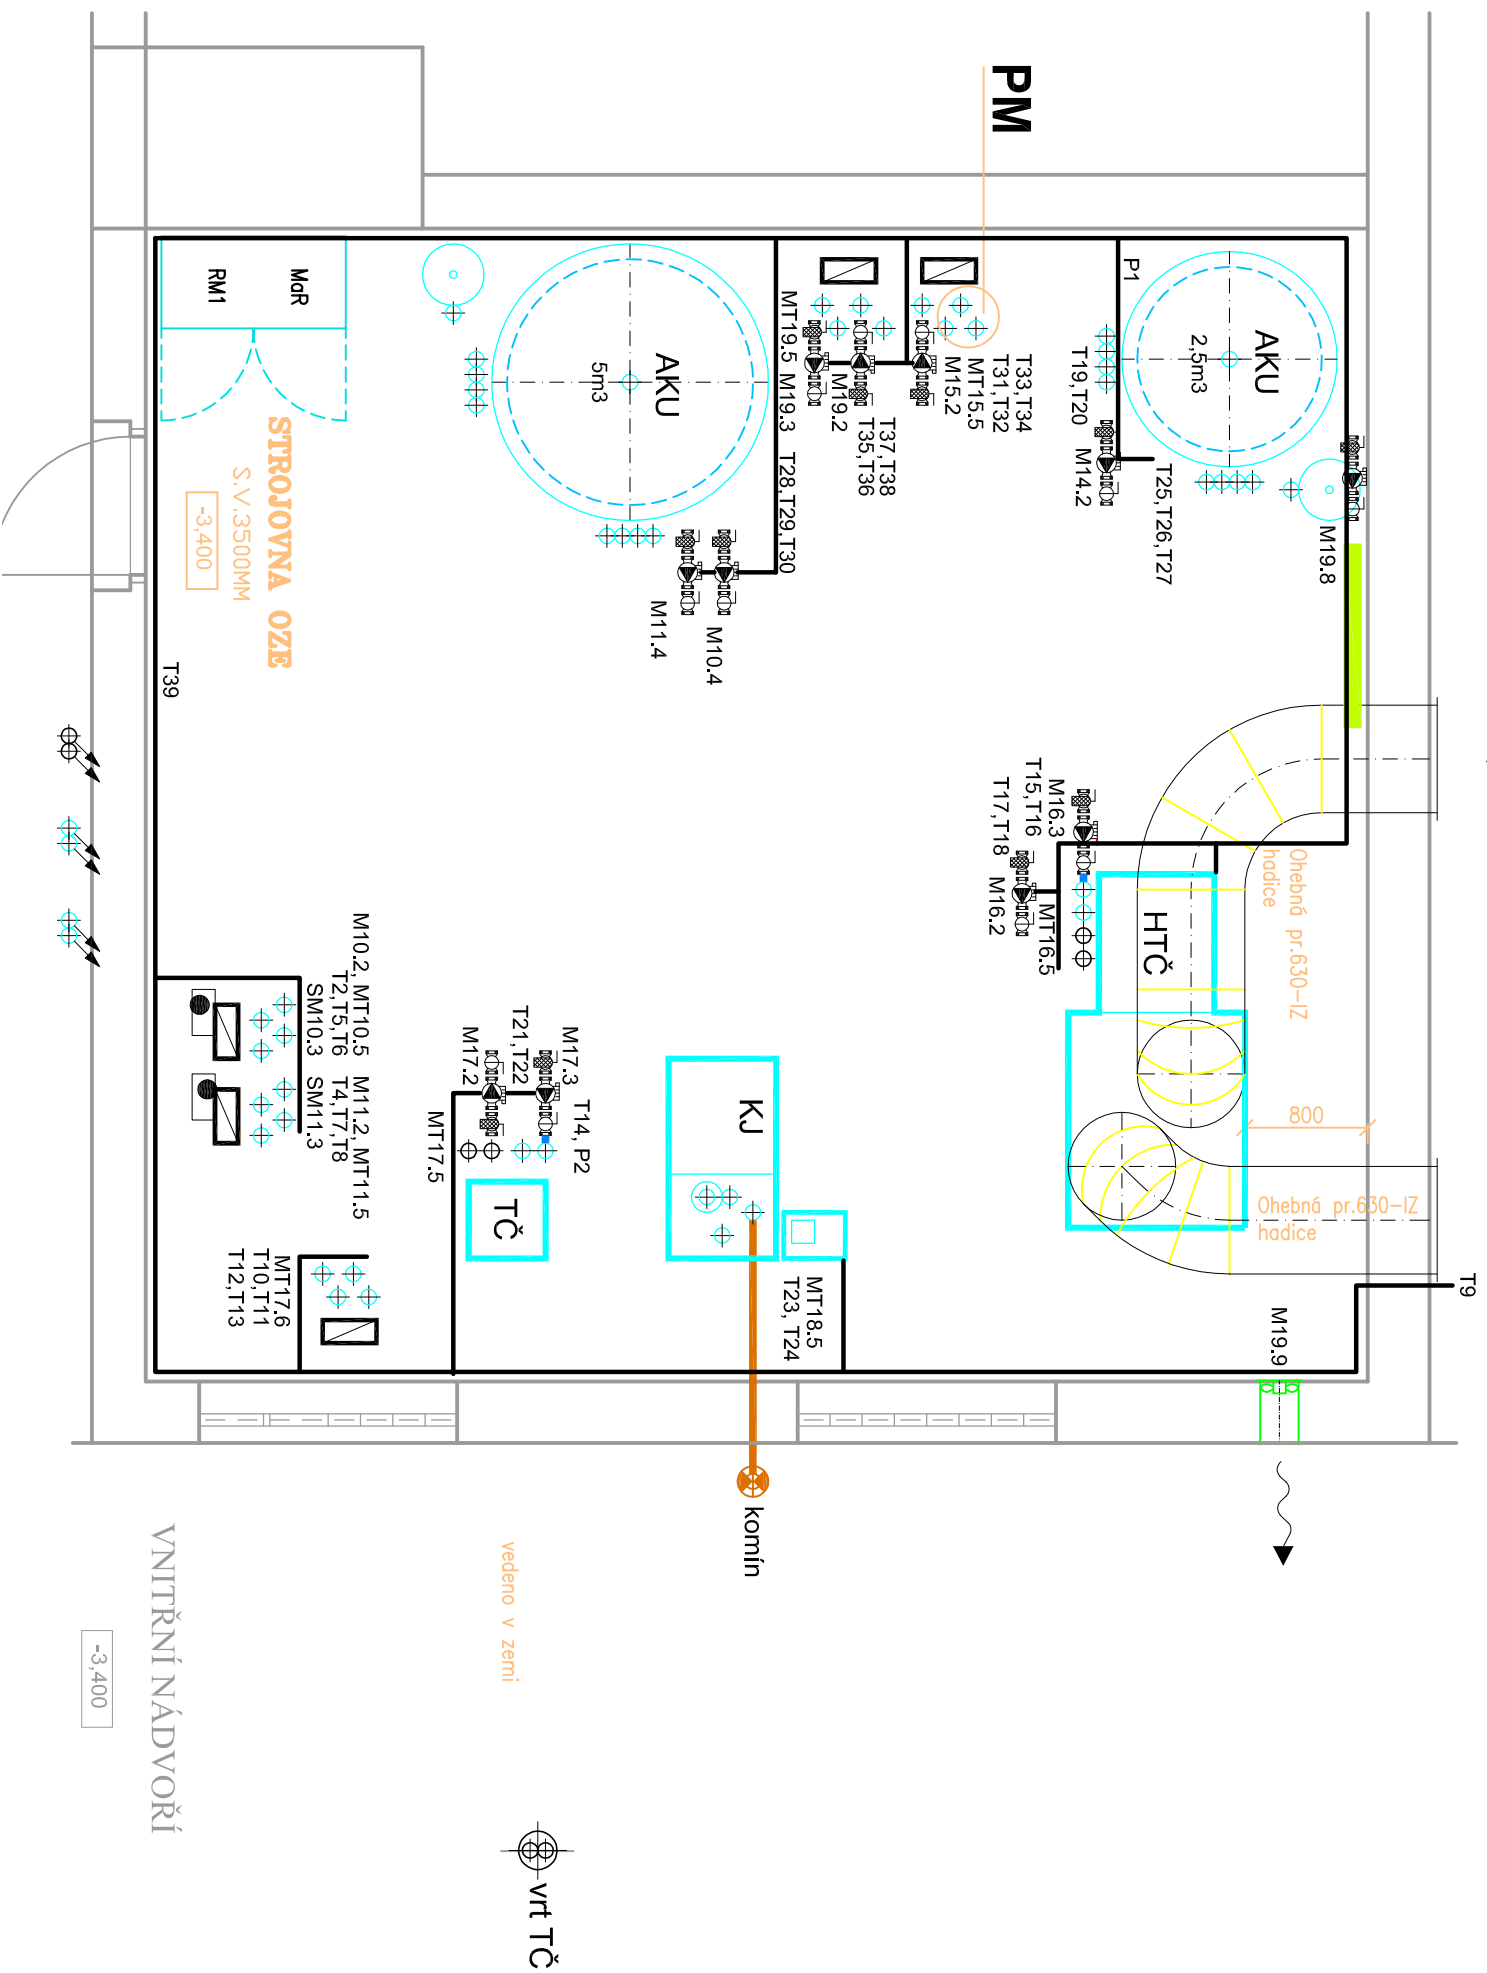 PM
AKU
2,5m3
P1
T19,T20
M14.2
T25,T26,T27
M19.8
T33,T34
T31,T32
MT15.5
M15.2
T37,T38
T35,T36
M19.2
MT19.5 M19.3 T28,T29,T30
AKU
5m3
M10.4
M11.4
MaR
RM1
STROJOVNA OZE
S.V.3500MM
-3,400
T39
M16.3
T15,T16
T17,T18
M16.2
MT16.5
HTČ
Ohebná pr.630-IZ
hadice
800
Ohebná pr.630-IZ
hadice
T9
M19.9
KJ
MT18.5
T23, T24
komín
M17.3
T14, P2
T21,T22
M17.2
MT17.5
TČ
M10.2, MT10.5 M11.2, MT11.5
T2,T5,T6 T4,T7,T8
SM10.3 SM11.3
MT17.6
T10,T11
T12,T13
vedeno v zemi
VNITŘNÍ NÁDVOŘÍ
-3,400
vrt TČ